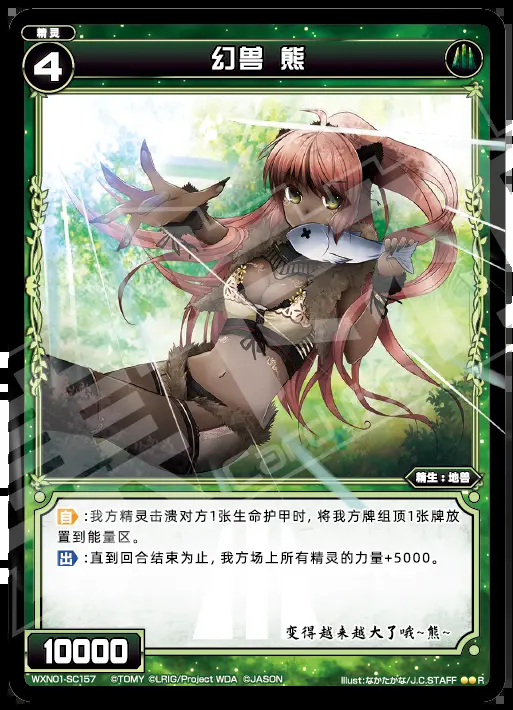 精灵
4
幻兽 熊
精生：地兽
自:我方精灵击溃对方1张生命护甲时，将我方牌组顶1张牌放
置到能量区。
出:直到回合结束为止，我方场上所有精灵的力量+5000。
变得越来越大了哦~熊~
10000
WXN01-SC157 ©TOMY ©LRIG/Project WDA ©JASON
Illust:なかたかな/J.C.STAFF R